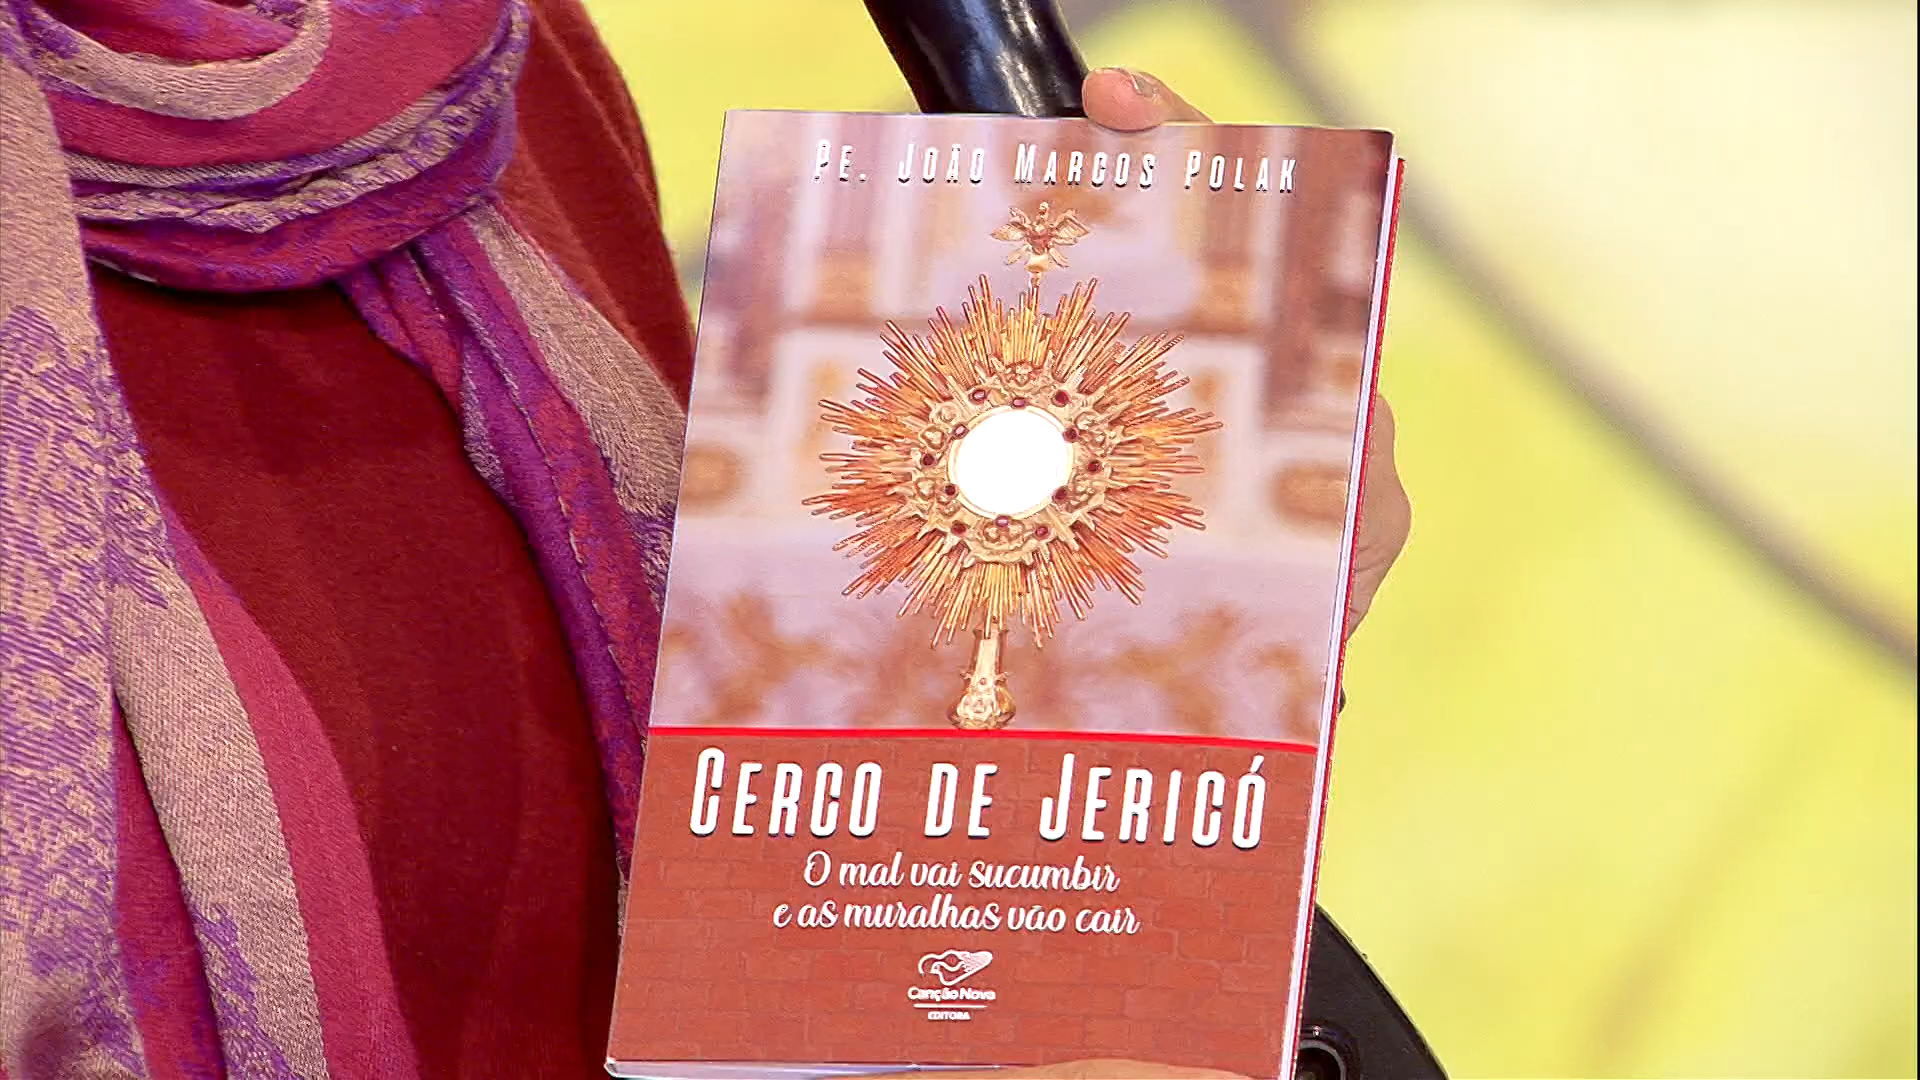 PE. JOÃO MARCOS POLAK
CERCO DE JERICÓ
O mal vai sucumbir
e as muralhas vão cair
Canção Nova
EDITORA